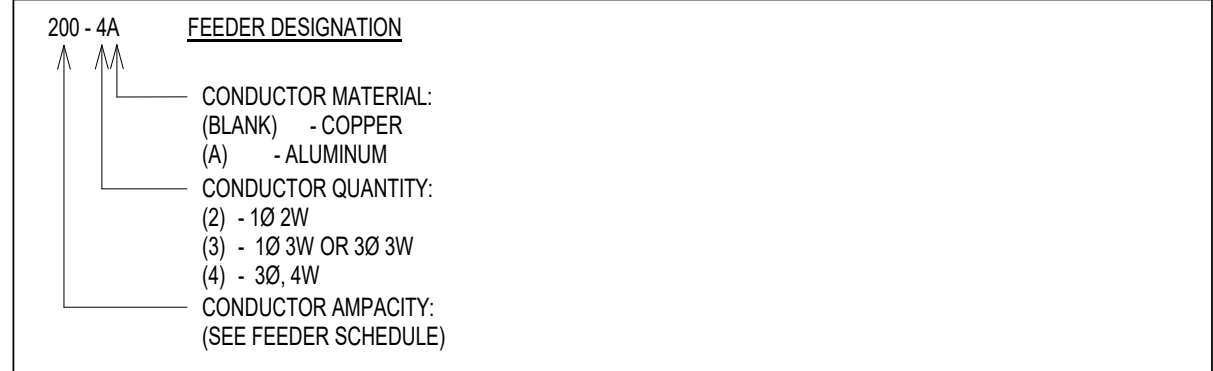 200 - 4A FEEDER DESIGNATION
CONDUCTOR MATERIAL:
(BLANK) - COPPER
(A) - ALUMINUM
CONDUCTOR QUANTITY:
(2) - 1Ø 2W
(3) - 1Ø 3W OR 3Ø 3W
(4) - 3Ø, 4W
CONDUCTOR AMPACITY:
(SEE FEEDER SCHEDULE)